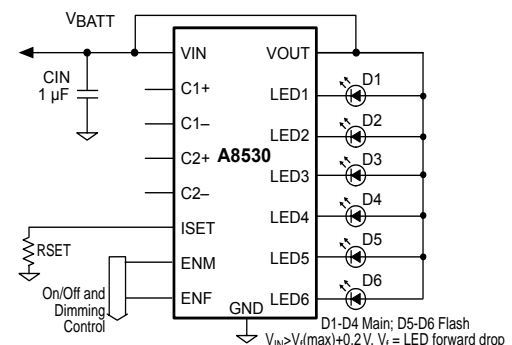 VBATT
VIN
VOUT
CIN
1 µF
C1+
LED1
D1
C1–
LED2
D2
C2+
A8530
LED3
D3
C2–
LED4
D4
ISET
RSET
LED5
D5
ENM
On/Off and
Dimming
Control
ENF
LED6
D6
GND
D1-D4 Main; D5-D6 Flash
VIN>Vf(max)+0.2 V, Vf = LED forward drop